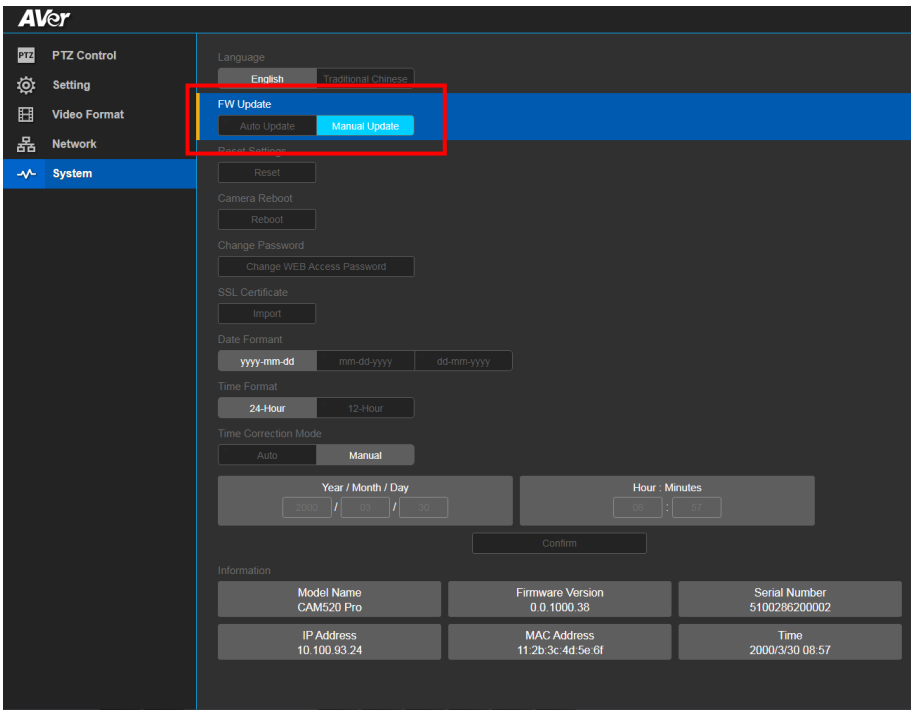 AVer
PTZ PTZ Control
Setting
Video Format
Network
System
Language
English Traditional Chinese
FW Update
Auto Update Manual Update
Reset Settings
Reset
Camera Reboot
Reboot
Change Password
Change WEB Access Password
SSL Certificate
Import
Date Formant
yyyy-mm-dd mm-dd-yyyy dd-mm-yyyy
Time Format
24-Hour 12-Hour
Time Correction Mode
Auto Manual
Year / Month / Day Hour : Minutes
2000 / 03 / 30 08 : 57
Confirm
Information
Model Name Firmware Version Serial Number
CAM520 Pro 0.0.1000.38 5100286200002
IP Address MAC Address Time
10.100.93.24 11:2b:3c:4d:5e:6f 2000/3/30 08:57